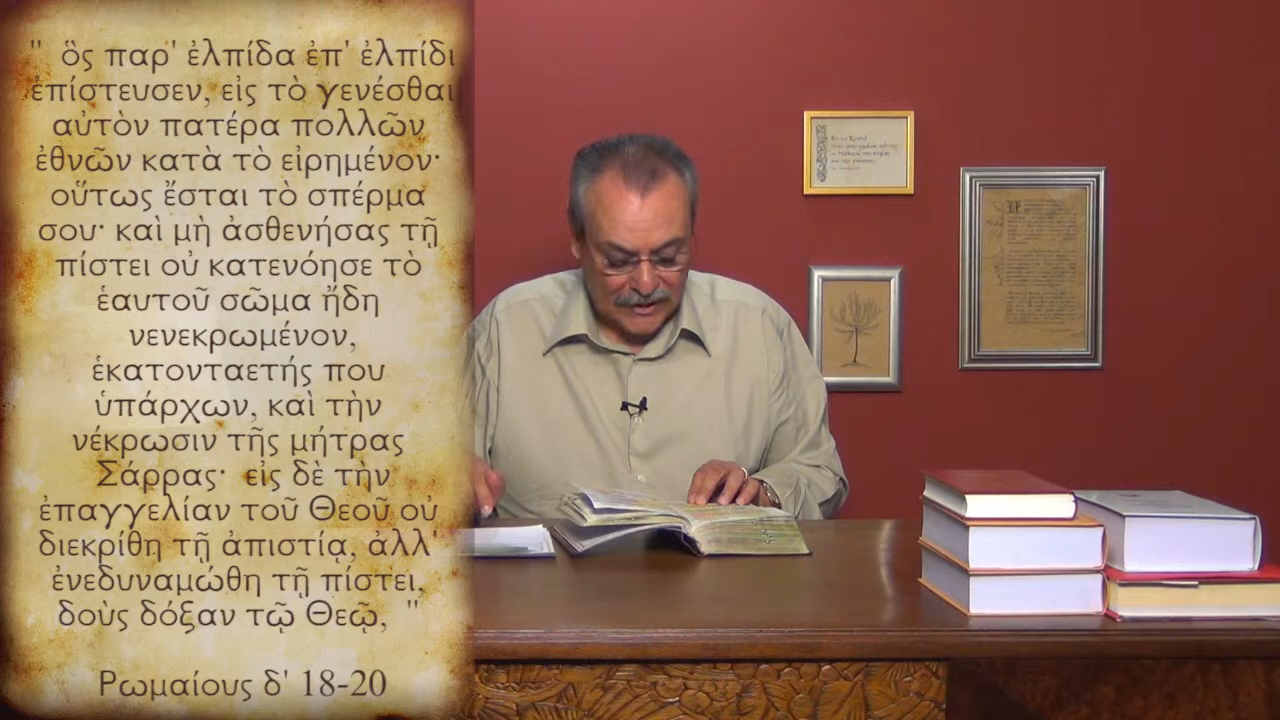 " ὃς παρ' ἐλπίδα ἐπ' ἐλπίδι
ἐπίστευσεν, εἰς τὸ γενέσθαι
αὐτὸν πατέρα πολλῶν
ἐθνῶν κατὰ τὸ εἰρημένον·
οὕτως ἔσται τὸ σπέρμα
σου· καὶ μὴ ἀσθενήσας τῇ
πίστει οὐ κατενόησε τὸ
ἑαυτοῦ σῶμα ἤδη
νενεκρωμένον,
ἑκατονταετής που
ὑπάρχων, καὶ τὴν
νέκρωσιν τῆς μήτρας
Σάρρας· εἰς δὲ τὴν
ἐπαγγελίαν τοῦ Θεοῦ οὐ
διεκρίθη τῇ ἀπιστίᾳ, ἀλλ'
ἐνεδυναμώθη τῇ πίστει,
δοὺς δόξαν τῷ Θεῷ, "
Ρωμαίους δ' 18-20